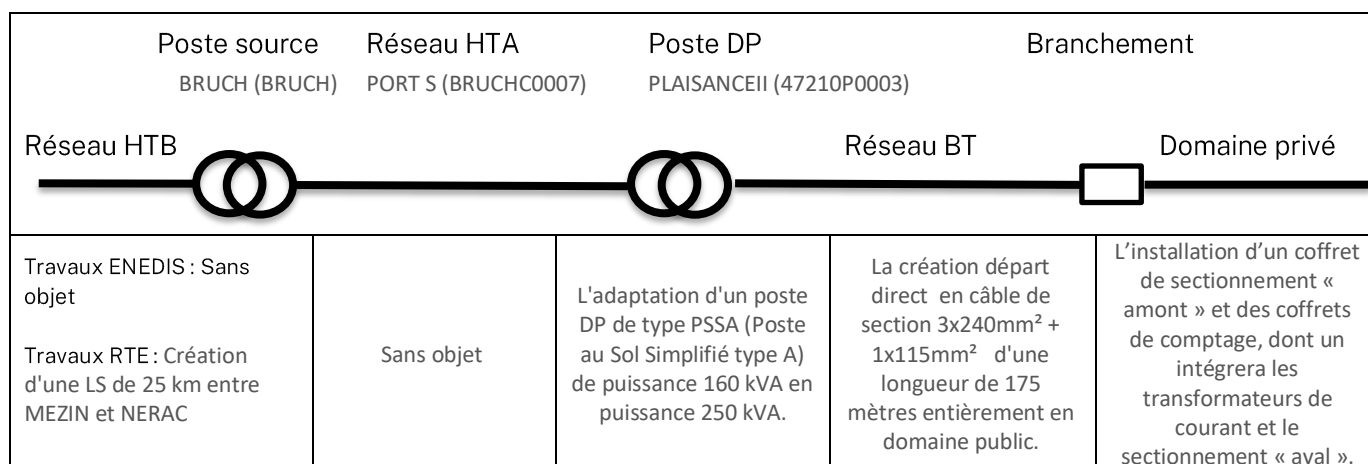 Poste source Réseau HTA Poste DP Branchement
BRUCH (BRUCH) PORT S (BRUCHC0007) PLAISANCEII (47210P0003)
Réseau HTB Réseau BT Domaine privé
Travaux ENEDIS : Sans
objet
Travaux RTE : Création
d'une LS de 25 km entre
MEZIN et NERAC
Sans objet
L'adaptation d'un poste
DP de type PSSA (Poste
au Sol Simplifié type A)
de puissance 160 kVA en
puissance 250 kVA.
La création départ
direct en câble de
section 3x240mm² +
1x115mm² d'une
longueur de 175
mètres entièrement en
domaine public.
L’installation d’un coffret
de sectionnement «
amont » et des coffrets
de comptage, dont un
intégrera les
transformateurs de
courant et le
sectionnement « aval ».